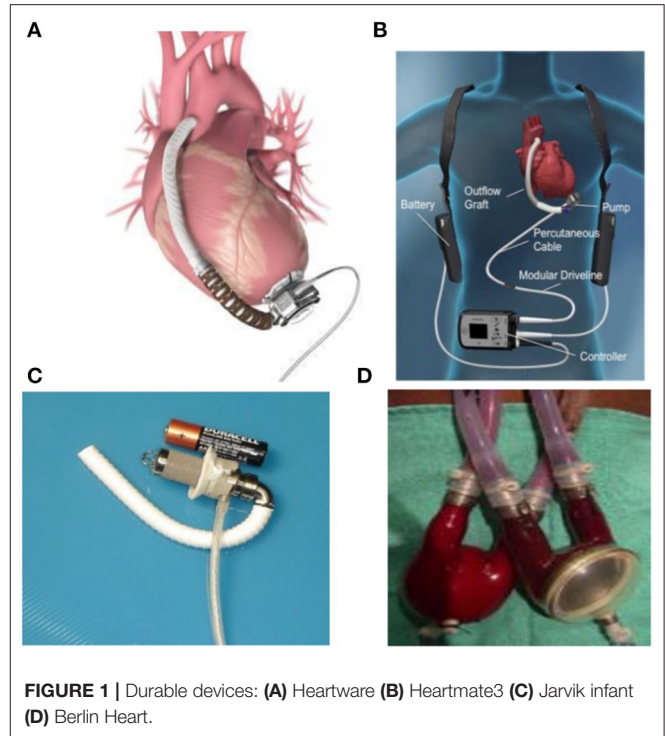 A
B
Outflow
Graft
Battery
Pump
Percutaneous
Cable
Modular Driveline
Controller
C
D
DURACELL
FIGURE 1 | Durable devices: (A) Heartware (B) Heartmate3 (C) Jarvik infant
(D) Berlin Heart.